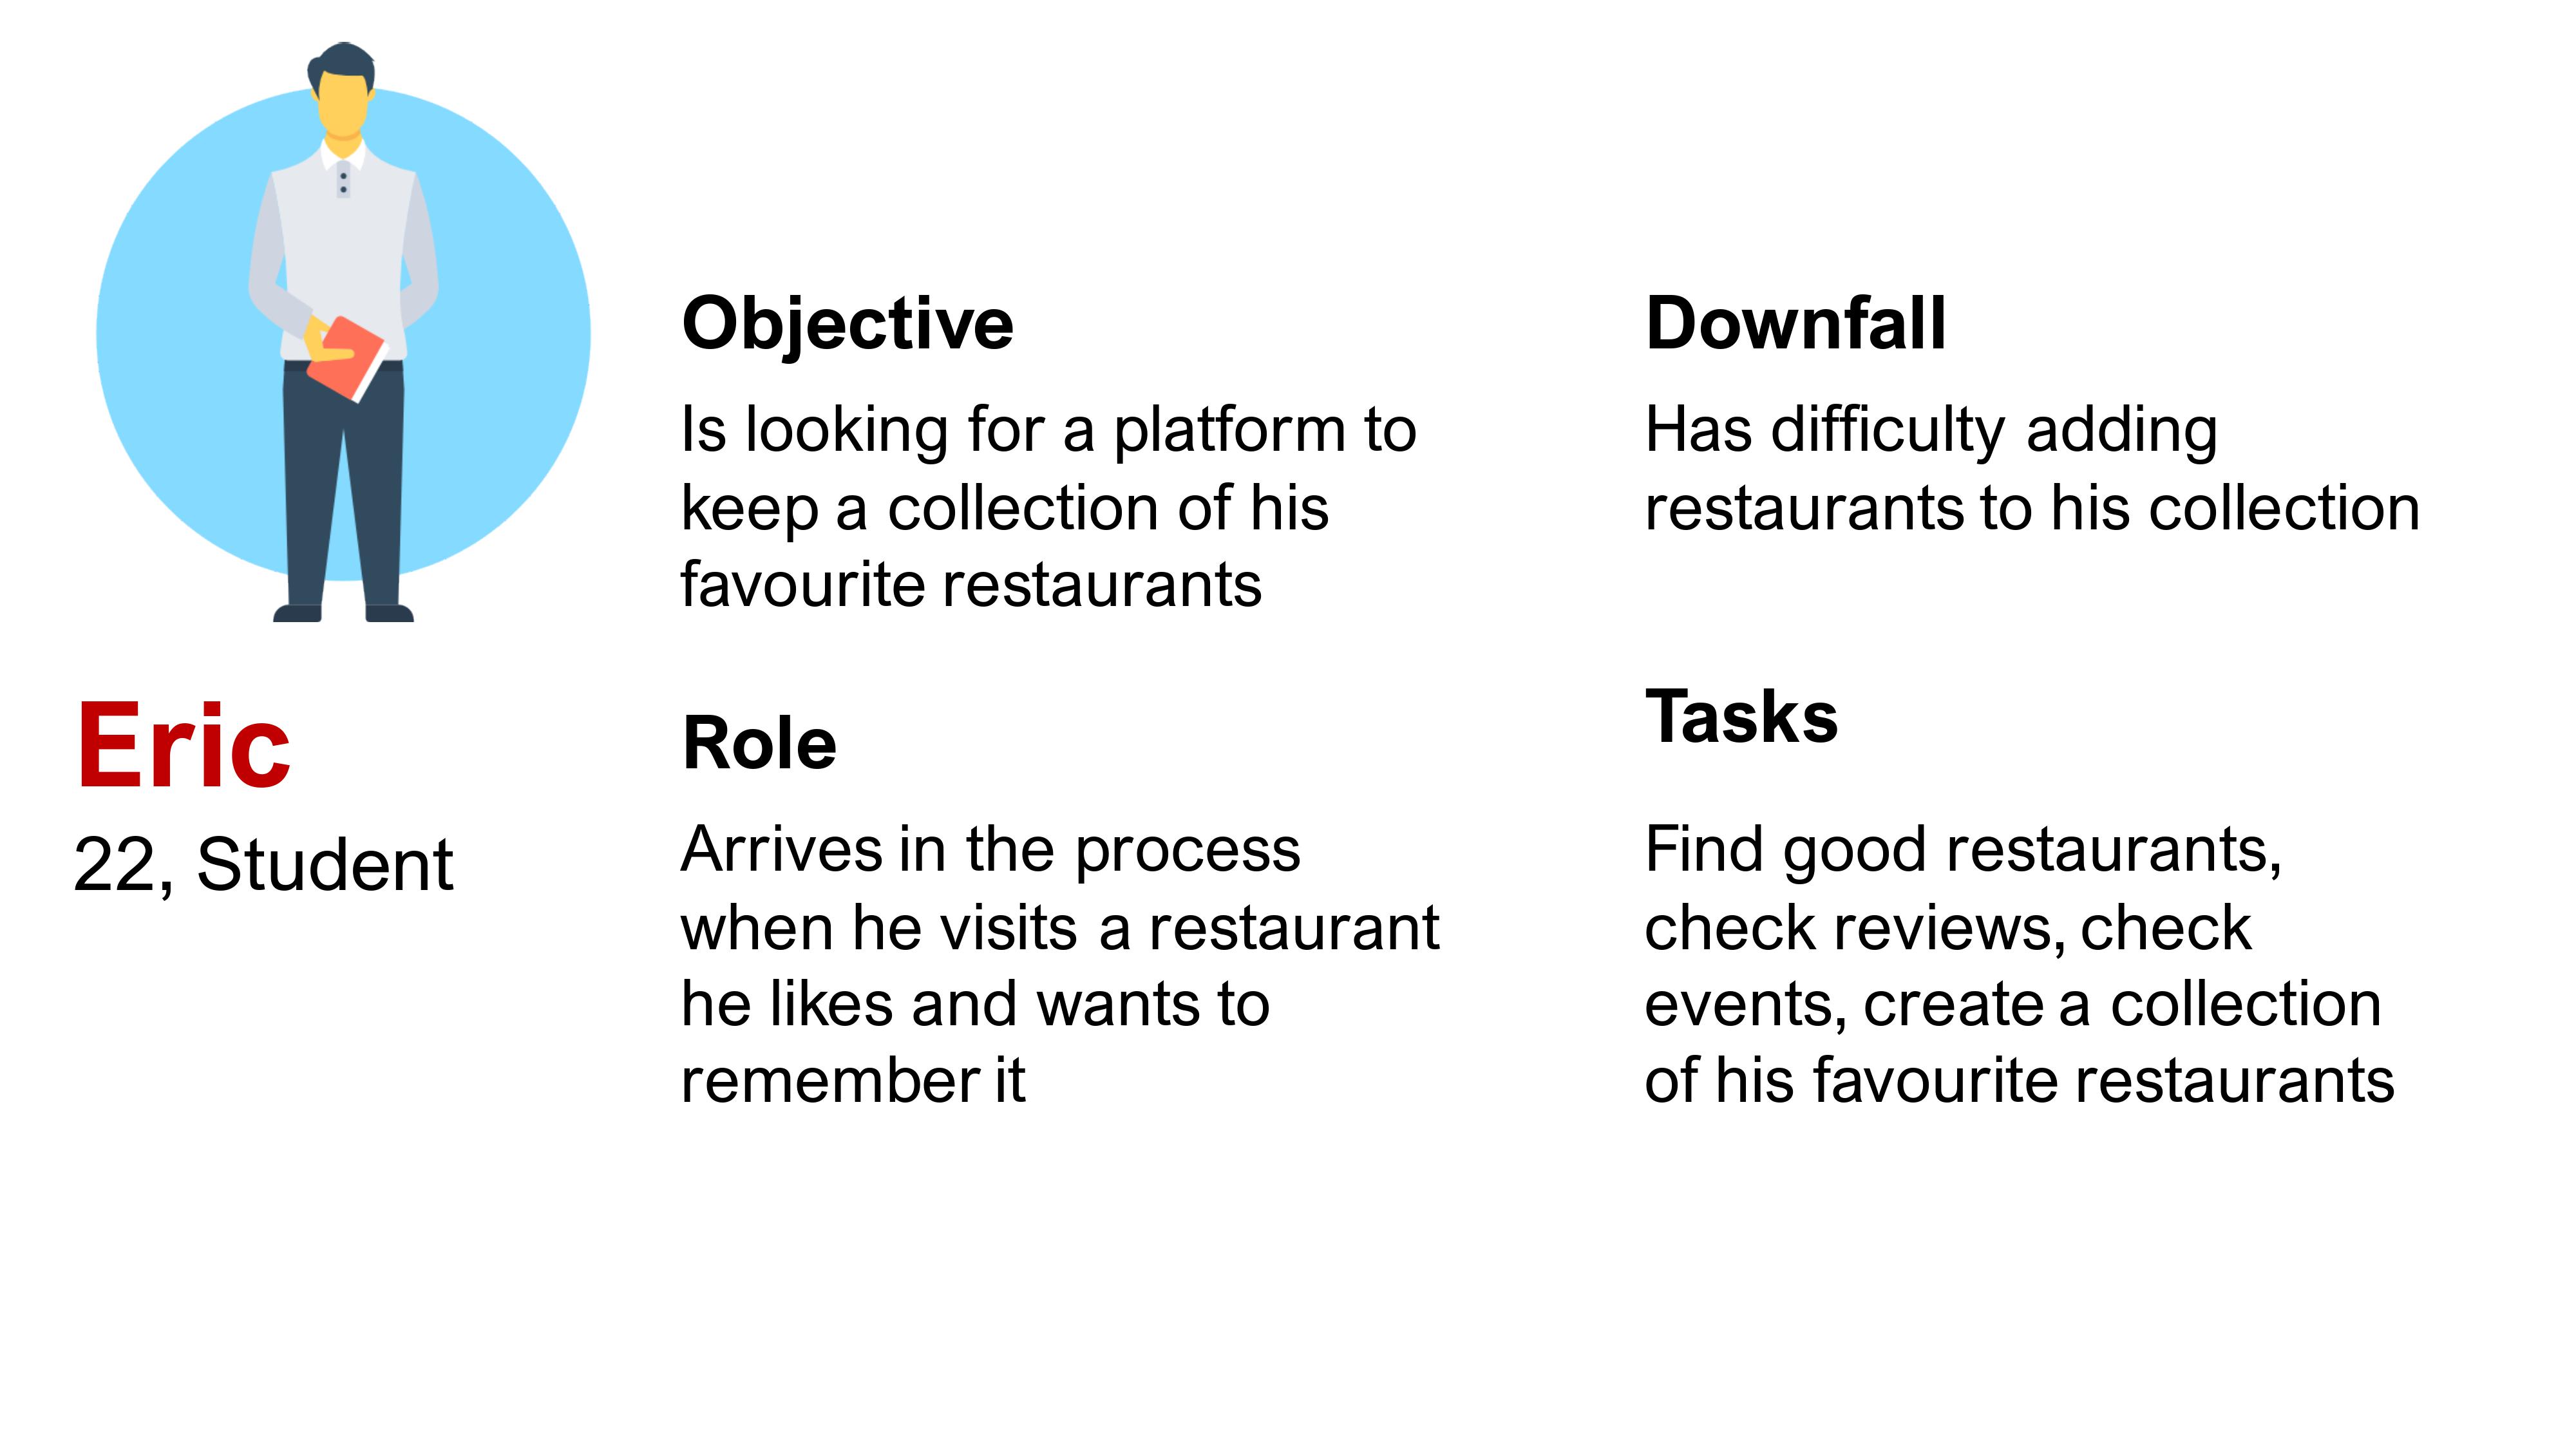 Eric
22, Student
Objective
Is looking for a platform to
keep a collection of his
favourite restaurants
Role
Arrives in the process
when he visits a restaurant
he likes and wants to
remember it
Downfall
Has difficulty adding
restaurants to his collection
Tasks
Find good restaurants,
check reviews, check
events, create a collection
of his favourite restaurants